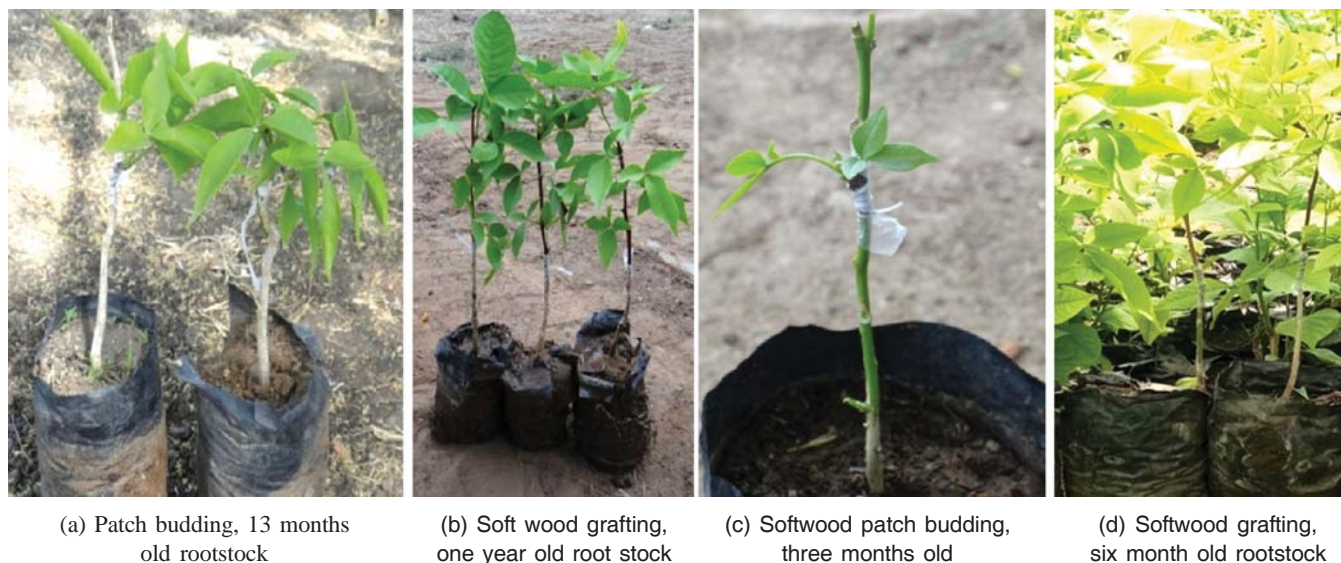 (a) Patch budding, 13 months
old rootstock
(b) Soft wood grafting,
one year old root stock
(c) Softwood patch budding,
three months old
(d) Softwood grafting,
six month old rootstock